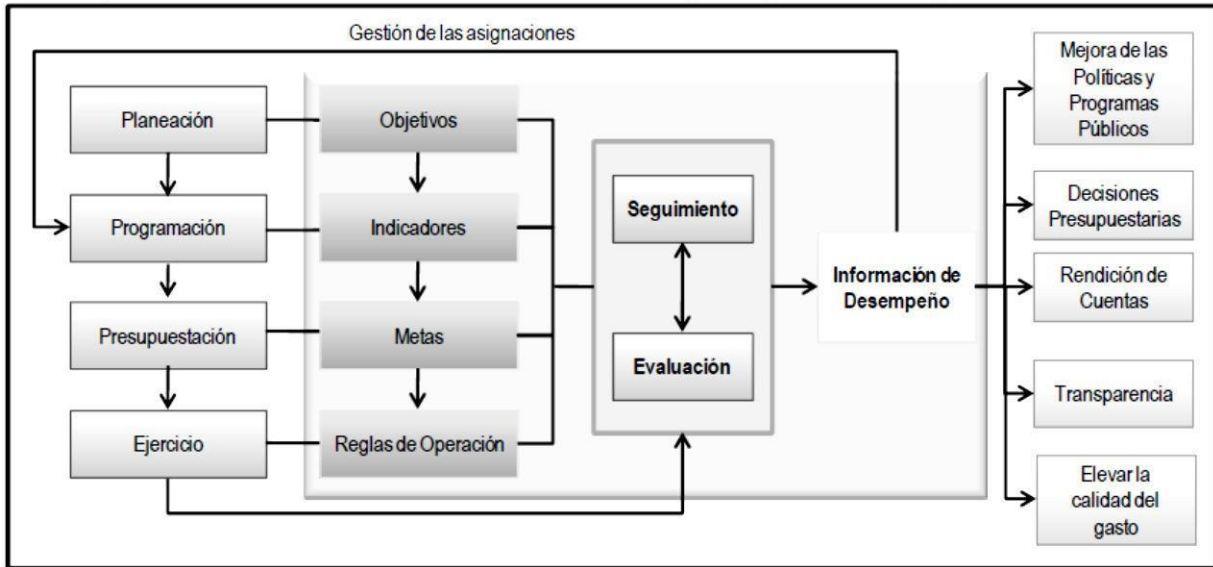 Gestión de las asignaciones
Planeación
Programación
Presupuestación
Ejercicio
Objetivos
Indicadores
Metas
Reglas de Operación
Seguimiento
Evaluación
Información de
Desempeño
Mejora de las
Políticas y
Programas
Públicos
Decisiones
Presupuestarias
Rendición de
Cuentas
Transparencia
Elevar la
calidad del
gasto